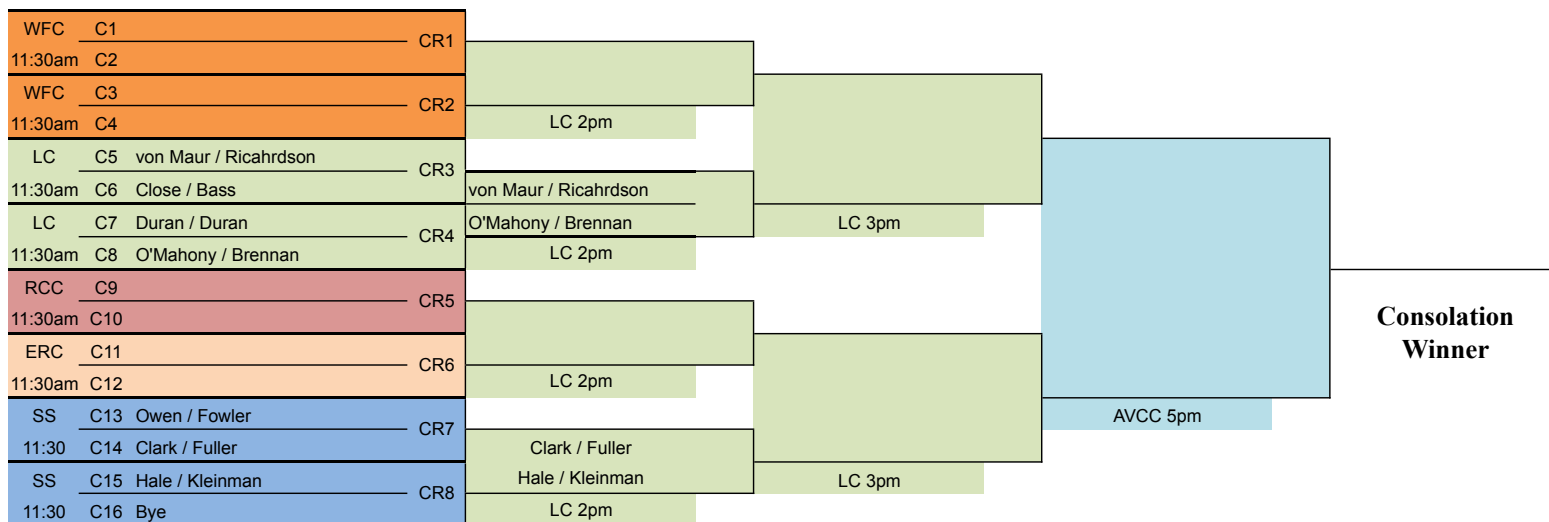 WFC C1
CR1
11:30am C2
WFC C3
CR2
11:30am C4
LC 2pm
LC C5 von Maur / Ricahrdson
CR3
11:30am C6 Close / Bass
von Maur / Ricahrdson
LC C7 Duran / Duran
CR4
O'Mahony / Brennan
LC 3pm
11:30am C8 O'Mahony / Brennan
LC 2pm
RCC C9
CR5
11:30am C10
Consolation
Winner
ERC C11
CR6
11:30am C12
LC 2pm
SS C13 Owen / Fowler
CR7
AVCC 5pm
11:30 C14 Clark / Fuller
Clark / Fuller
SS C15 Hale / Kleinman
CR8
Hale / Kleinman
LC 3pm
11:30 C16 Bye
LC 2pm